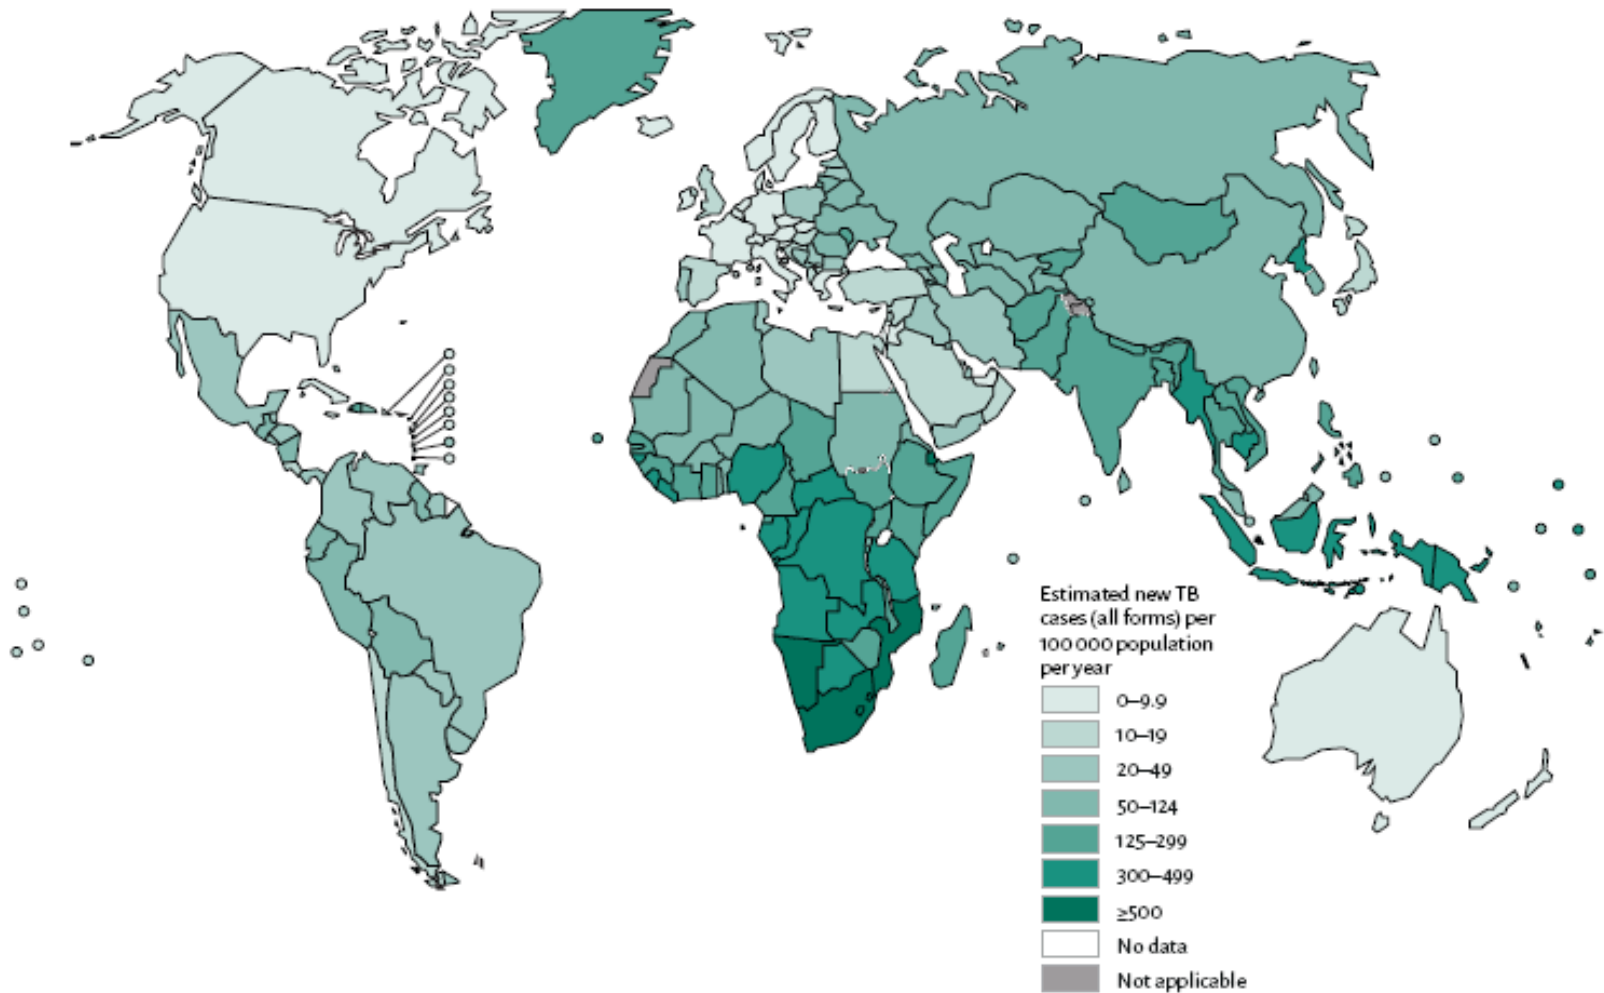 Estimated new TB
cases (all forms) per
100 000 population
per year
0–9.9
10–19
20–49
50–124
125–299
300–499
≥500
No data
Not applicable